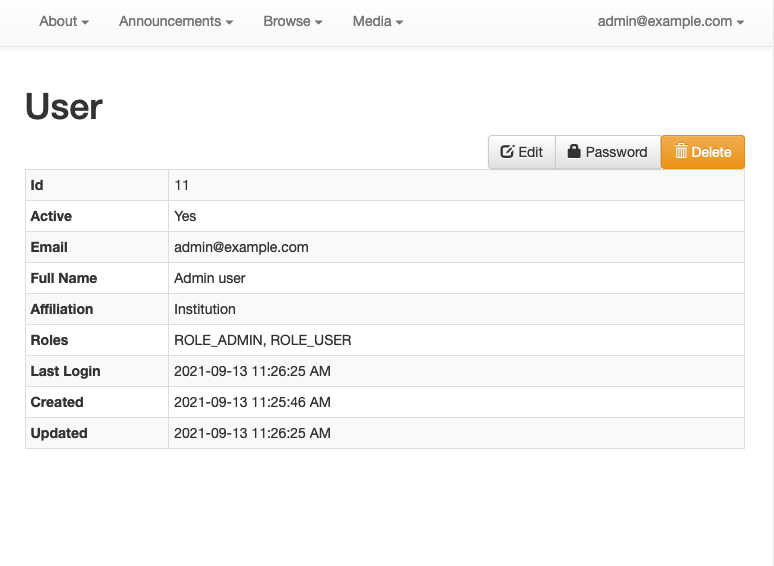 About Announcements Browse Media admin@example.com
User
Edit Password Delete
Id 11
Active Yes
Email admin@example.com
Full Name Admin user
Affiliation Institution
Roles ROLE_ADMIN, ROLE_USER
Last Login 2021-09-13 11:26:25 AM
Created 2021-09-13 11:25:46 AM
Updated 2021-09-13 11:26:25 AM